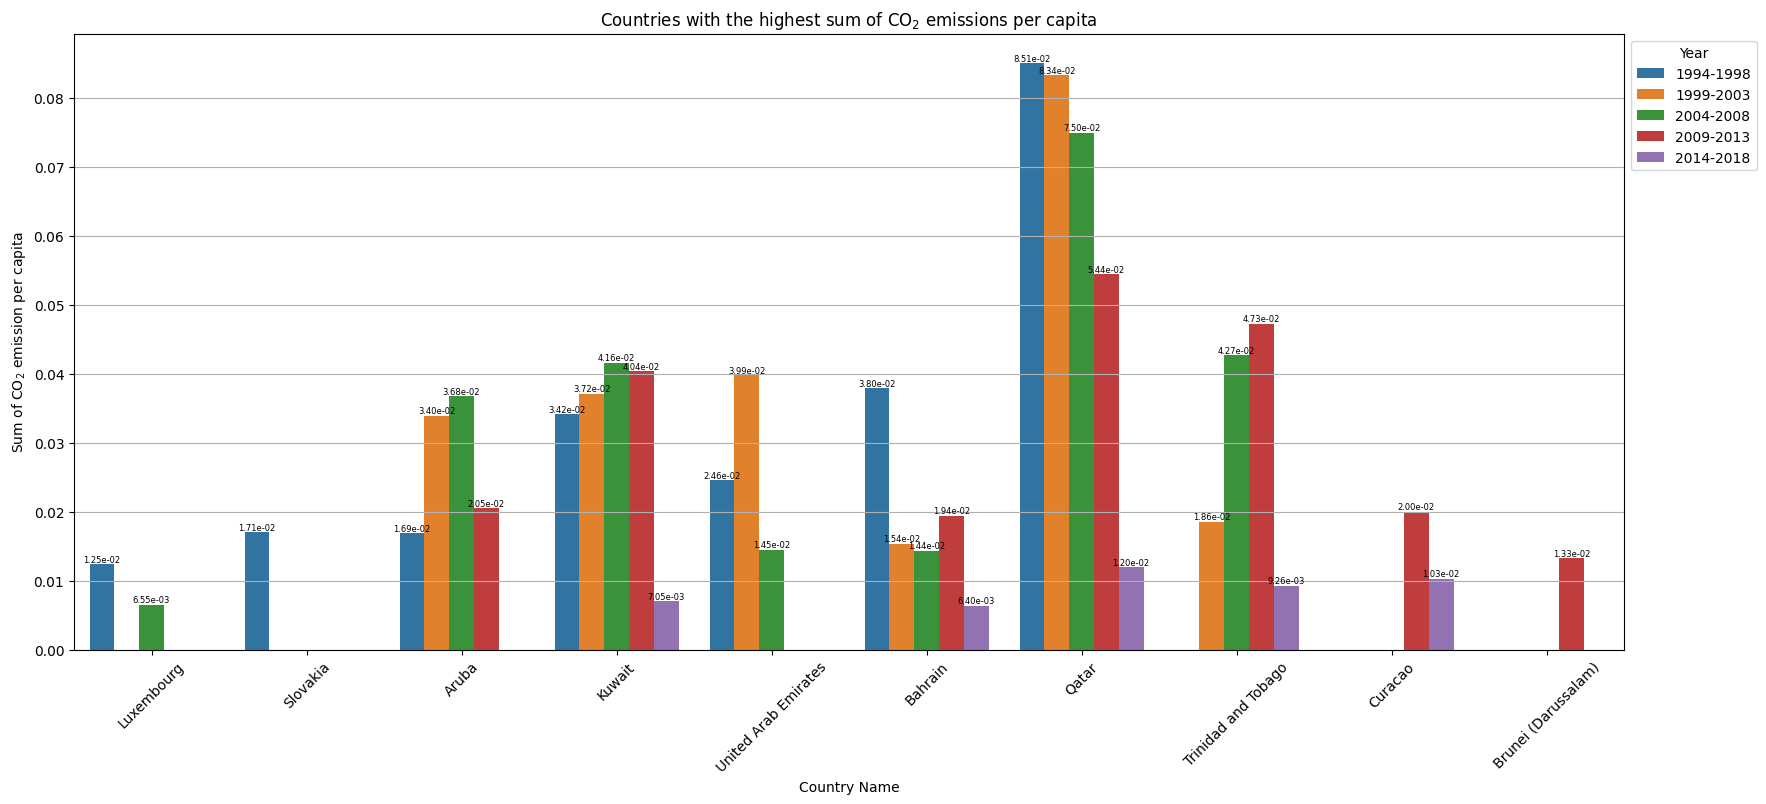 Countries with the highest sum of CO₂ emissions per capita
Year
1994-1998
1999-2003
2004-2008
2009-2013
2014-2018
Sum of CO₂ emission per capita
0.08
0.07
0.06
0.05
0.04
0.03
0.02
0.01
0.00
1.25e-02
6.55e-03
1.71e-02
1.69e-02
3.40e-02
3.68e-02
2.05e-02
3.42e-02
3.72e-02
4.16e-02
4.04e-02
7.05e-03
2.46e-02
3.99e-02
1.45e-02
3.80e-02
1.54e-02
1.44e-02
1.94e-02
6.40e-03
8.51e-02
8.34e-02
7.50e-02
5.44e-02
1.20e-02
1.86e-02
4.27e-02
4.73e-02
9.26e-03
2.00e-02
1.03e-02
1.33e-02
Luxembourg
Slovakia
Aruba
Kuwait
United Arab Emirates
Bahrain
Qatar
Trinidad and Tobago
Curacao
Brunei (Darussalam)
Country Name